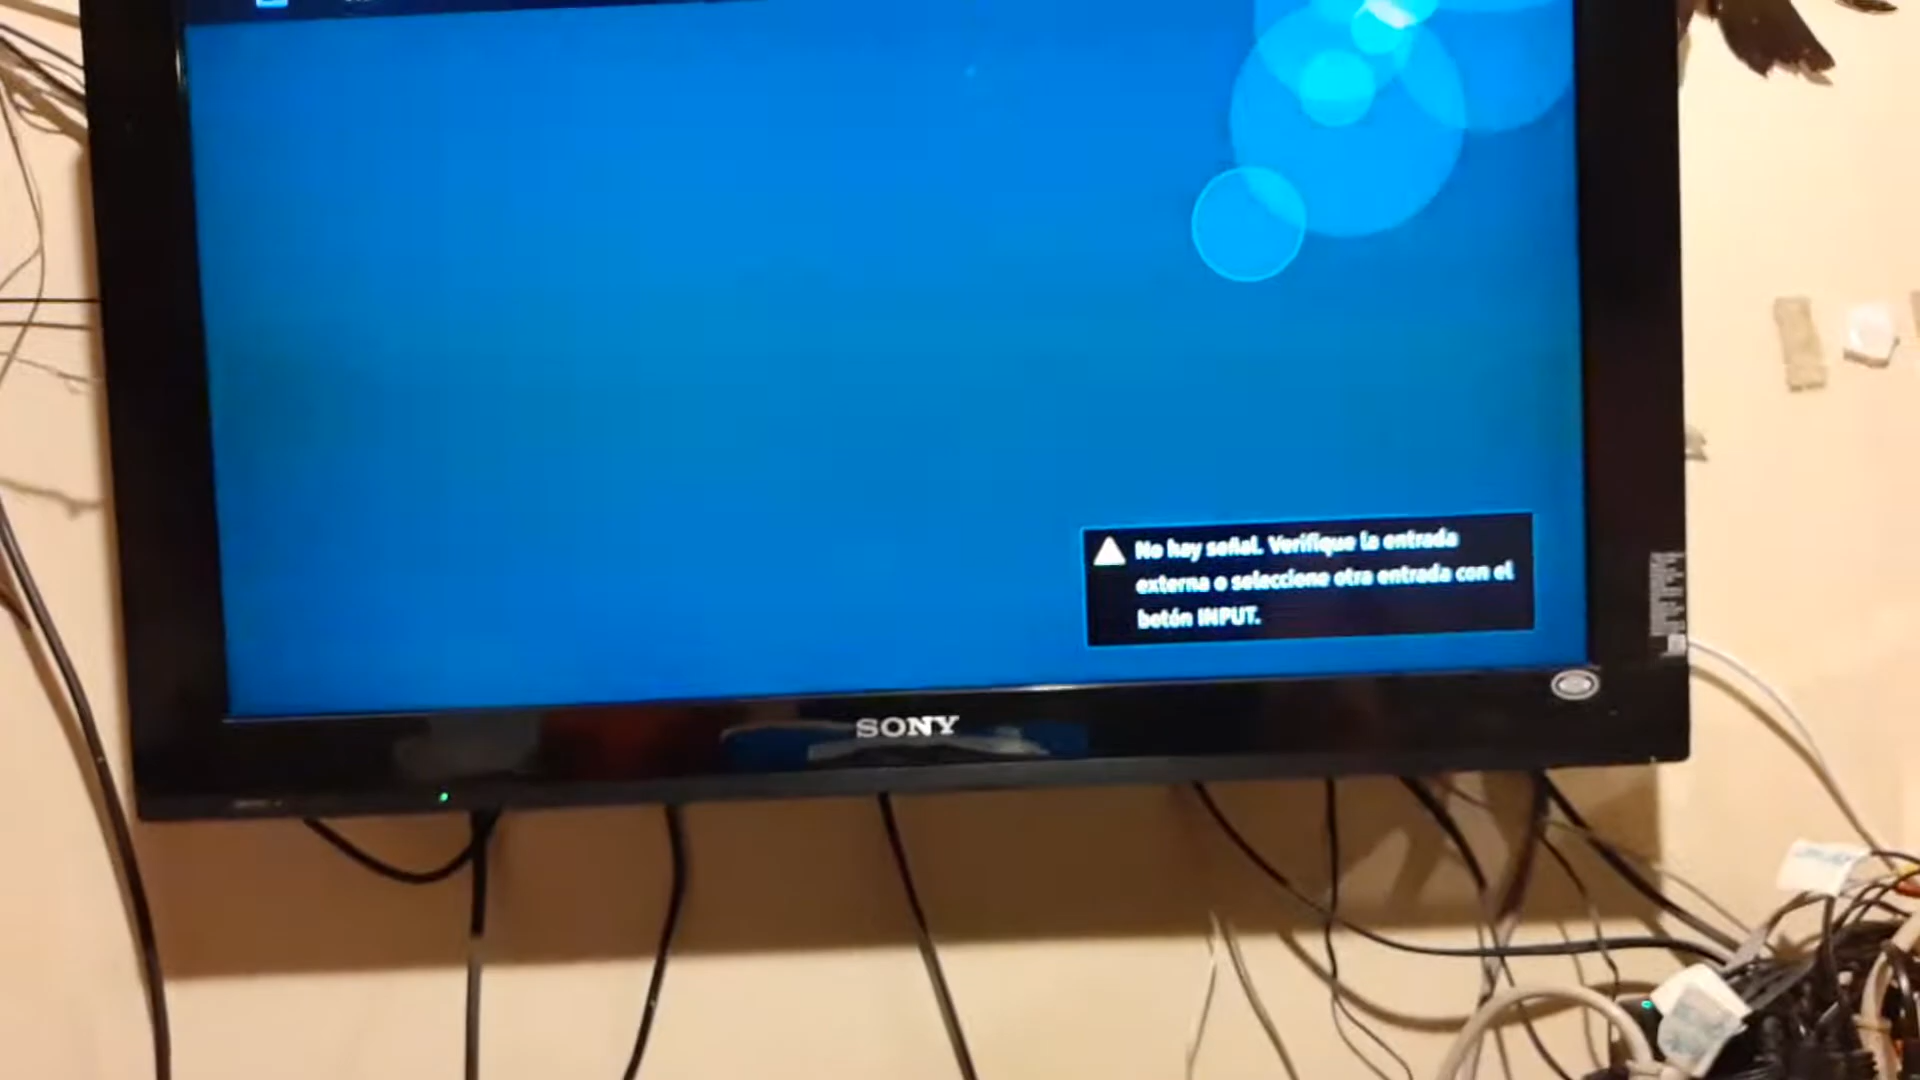 No hay señal. Verifique la entrada
externa o seleccione otra entrada con el
botón INPUT.
SONY